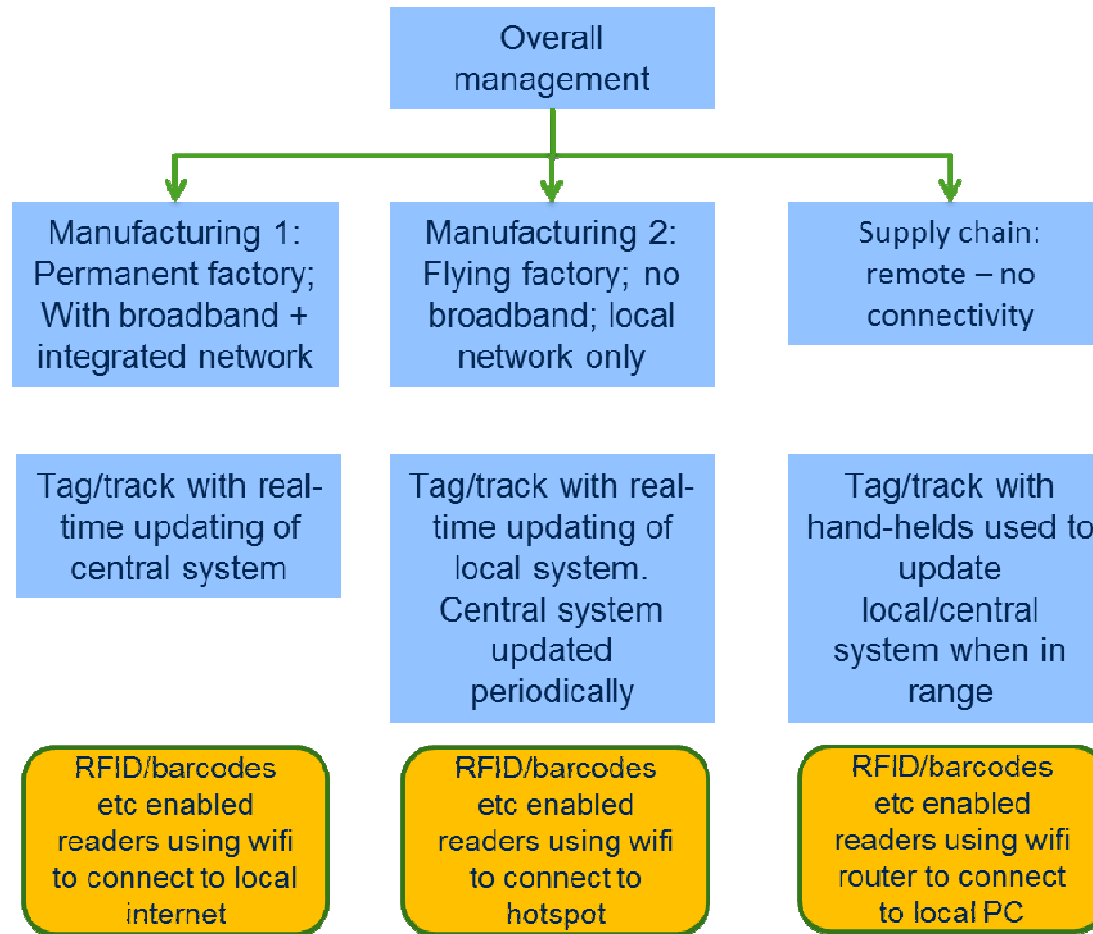 Overall
management
Manufacturing 1:
Permanent factory;
With broadband +
integrated network
Manufacturing 2:
Flying factory; no
broadband; local
network only
Supply chain:
remote – no
connectivity
Tag/track with real-
time updating of
central system
Tag/track with real-
time updating of
local system.
Central system
updated
periodically
Tag/track with
hand-helds used to
update
local/central
system when in
range
RFID/barcodes
etc enabled
readers using wifi
to connect to local
internet
RFID/barcodes
etc enabled
readers using wifi
to connect to
hotspot
RFID/barcodes
etc enabled
readers using wifi
router to connect
to local PC